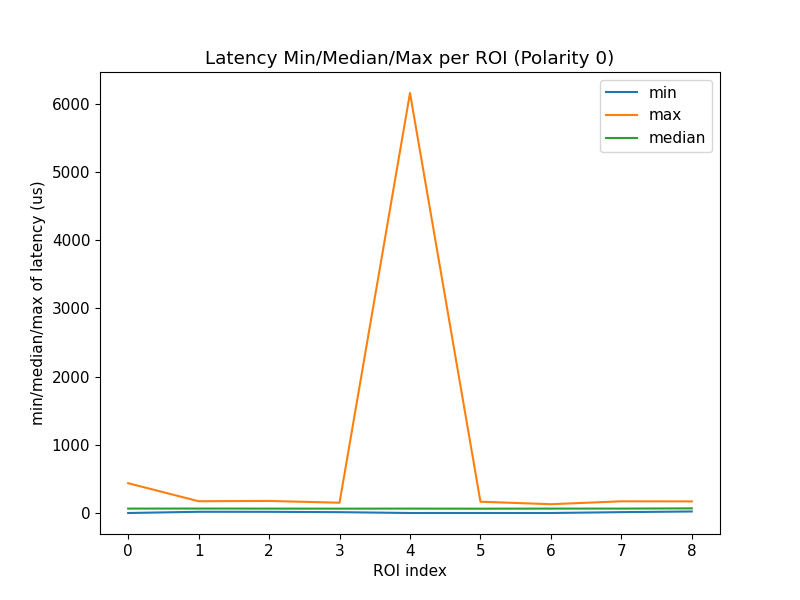 Latency Min/Median/Max per ROI (Polarity 0)
min
max
median
min/median/max of latency (us)
6000
5000
4000
3000
2000
1000
0
0 1 2 3 4 5 6 7 8
ROI index